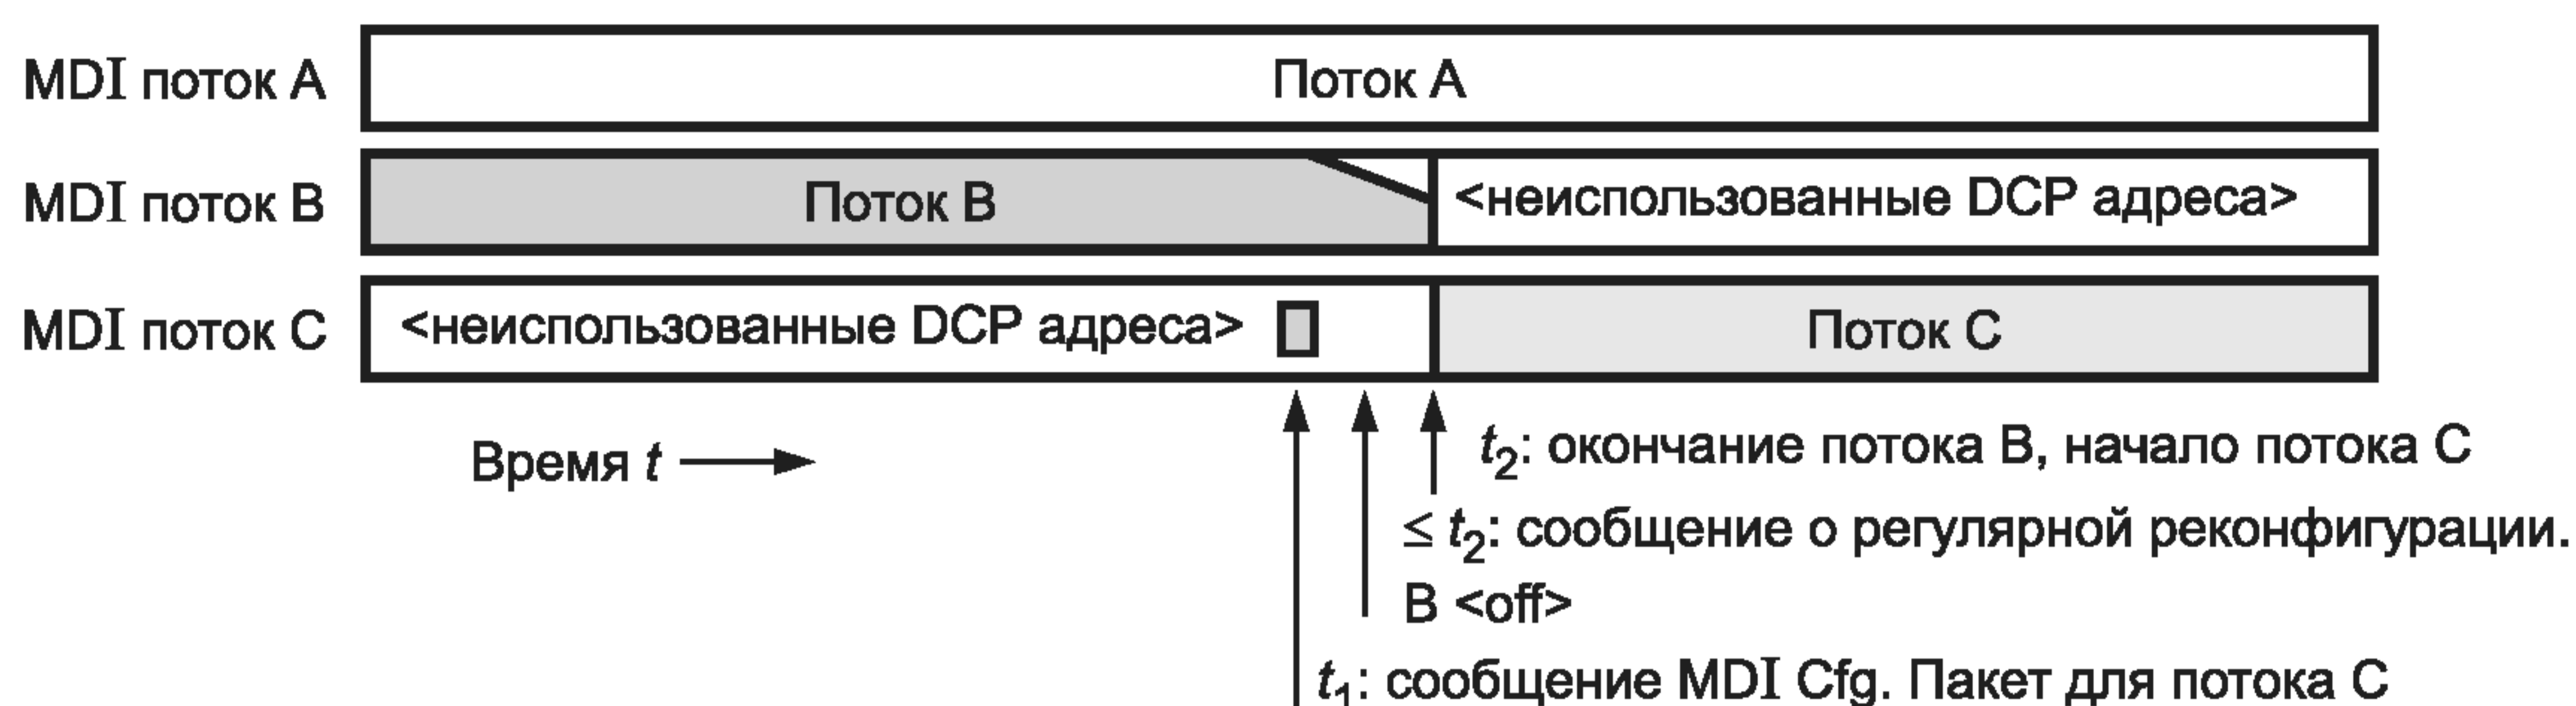 MDI поток A
Поток A
MDI поток B
Поток B
<неиспользованные DCP адреса>
MDI поток C
<неиспользованные DCP адреса>
Поток C
Время t
t2: окончание потока B, начало потока C
≤ t2: сообщение о регулярной реконфигурации.
B <off>
t1: сообщение MDI Cfg. Пакет для потока C